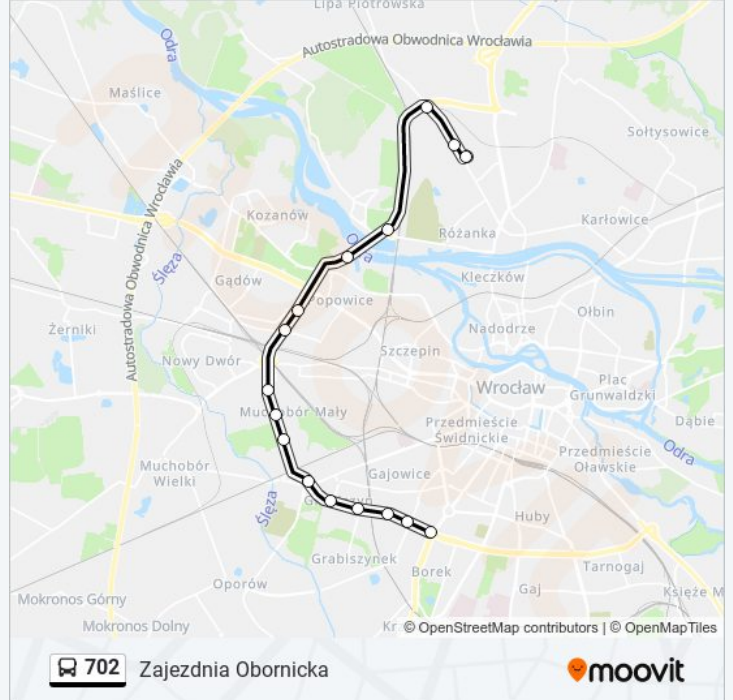 Lipa Piotrowska
Autostradowa Obwodnica Wrocławia
Odra
Maślice
Sołtysowice
Autostradowa Obwodnica Wrocławia
Kozanów
Karłowice
Różanka
Odra
Ślęza
Gądów
Kleczków
Popowice
Ołbin
Żerniki
Nadodrze
Szczepin
Nowy Dwór
Wrocław
Plac
Grunwaldzki
Muchobór Mały
Dąbie
Przedmieście
Świdnickie
Odra
Przedmieście
Oławskie
Muchobór
Wielki
Gajowice
Ślęza
Huby
Grabiszynek
Tarnogaj
Borek
Oporów
Gaj
Księże M
Mokronos Górny
Mokronos Dolny
Kr
© OpenStreetMap contributors | © OpenMapTiles
702 Zajezdnia Obornicka
moovit